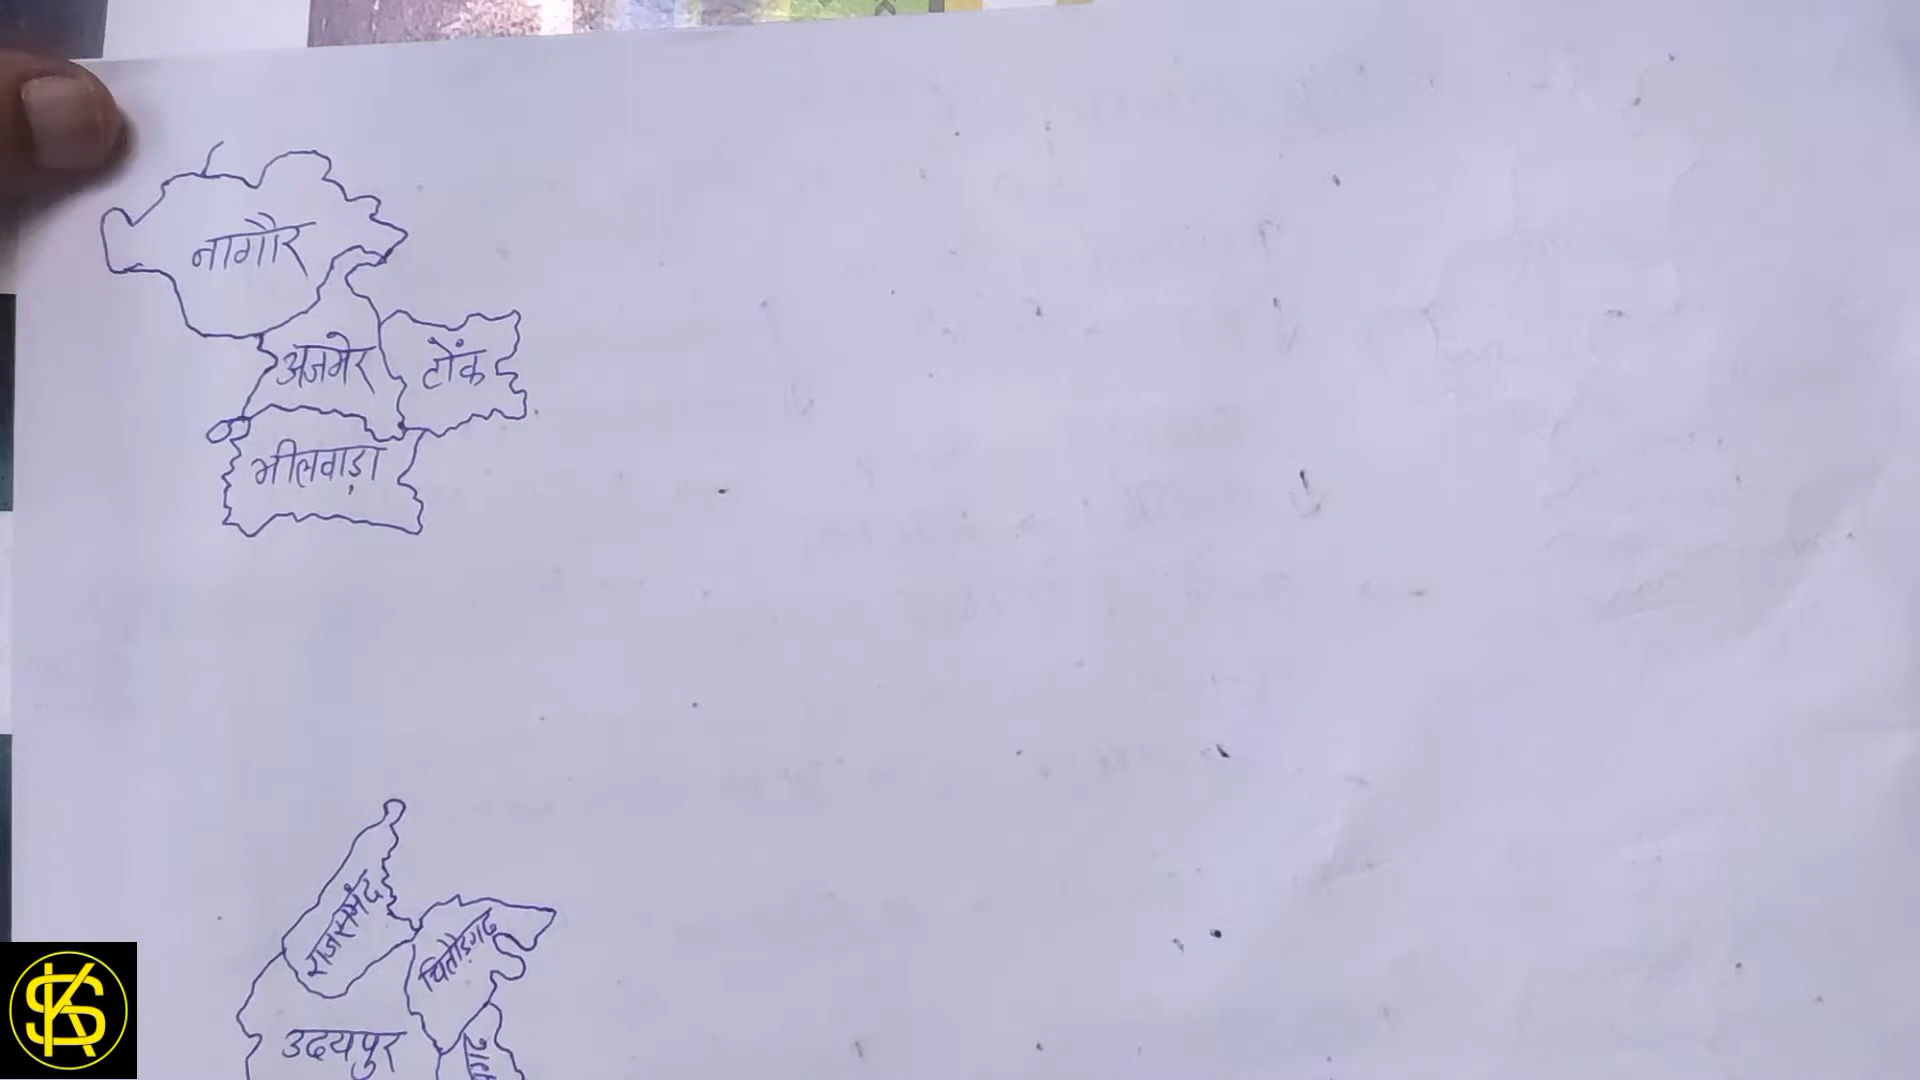 नागौर
अजमेर
टोंक
भीलवाड़ा
राजसमंद
चितौड़गढ
उदयपुर